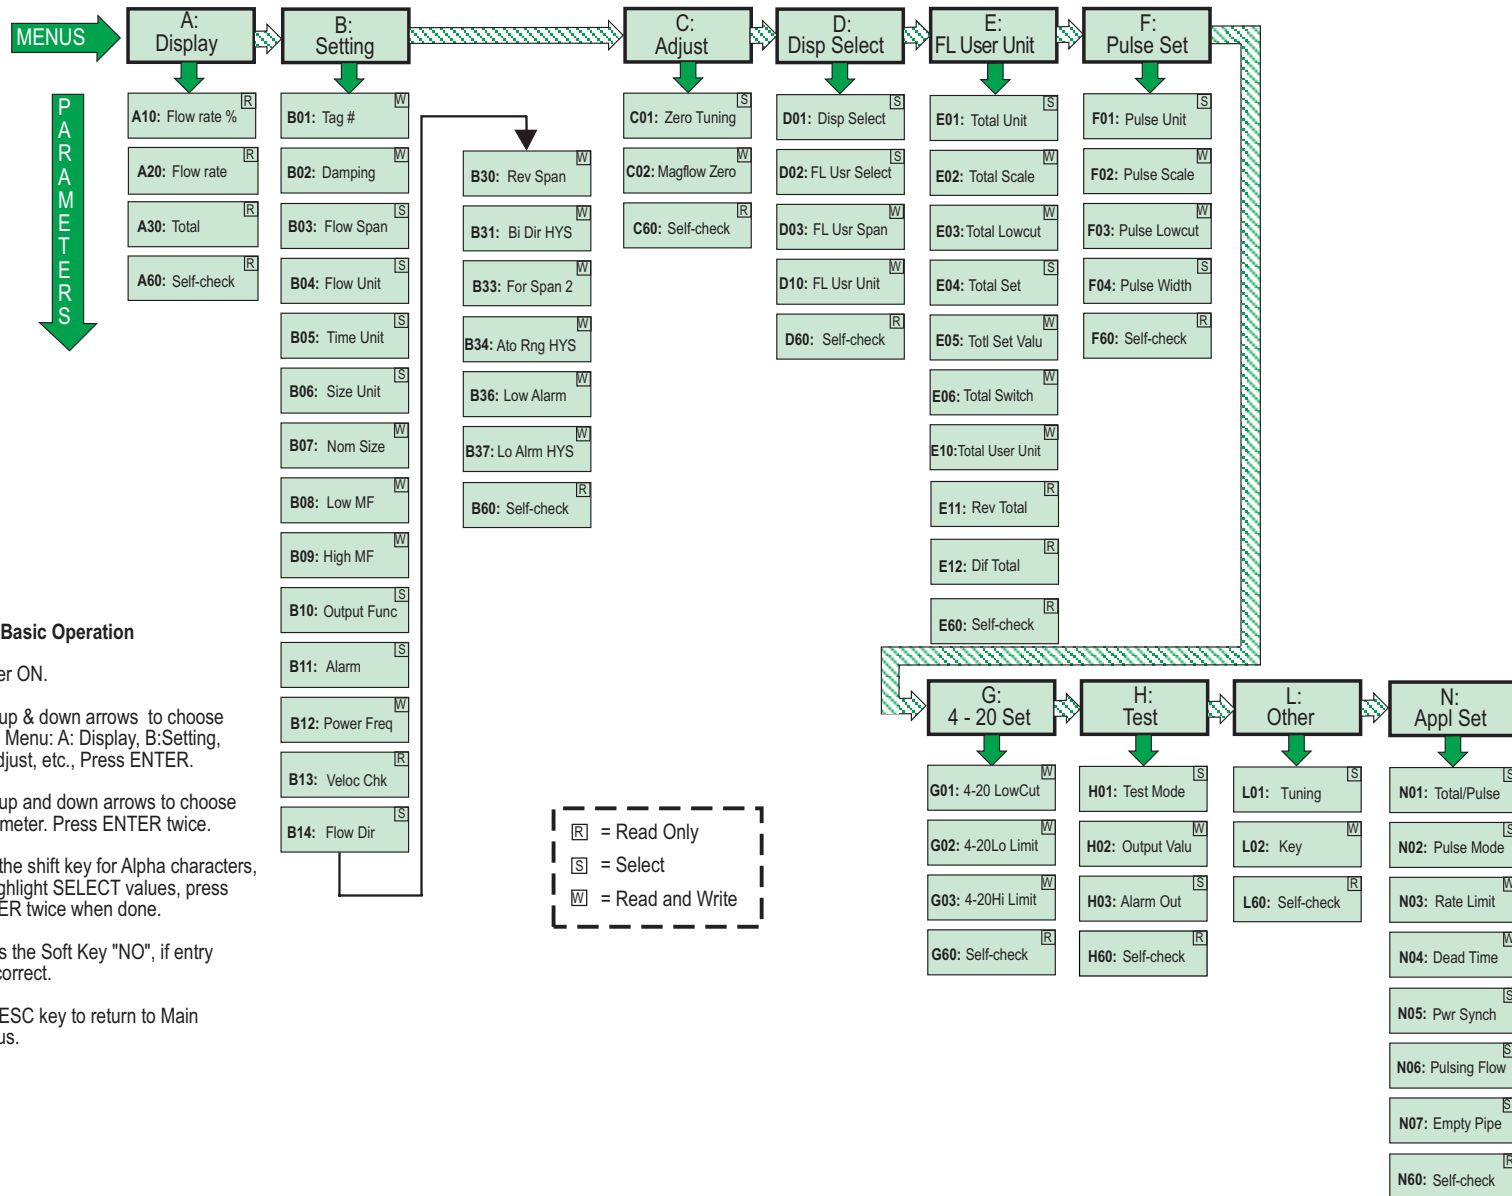 MENUS
PARAMETERS
A:
Display
A10: Flow rate % R
A20: Flow rate R
A30: Total R
A60: Self-check R
B:
Setting
B01: Tag # W
B02: Damping W
B03: Flow Span S
B04: Flow Unit S
B05: Time Unit S
B06: Size Unit S
B07: Nom Size W
B08: Low MF W
B09: High MF W
B10: Output Func S
B11: Alarm S
B12: Power Freq W
B13: Veloc Chk R
B14: Flow Dir S
B30: Rev Span W
B31: Bi Dir HYS W
B33: For Span 2 W
B34: Ato Rng HYS W
B36: Low Alarm W
B37: Lo Alrm HYS W
B60: Self-check R
C:
Adjust
C01: Zero Tuning S
C02: Magflow Zero W
C60: Self-check R
D:
Disp Select
D01: Disp Select S
D02: FL Usr Select S
D03: FL Usr Span W
D10: FL Usr Unit W
D60: Self-check R
E:
FL User Unit
E01: Total Unit S
E02: Total Scale W
E03: Total Lowcut W
E04: Total Set S
E05: Totl Set Valu W
E06: Total Switch W
E10: Total User Unit W
E11: Rev Total R
E12: Dif Total R
E60: Self-check R
F:
Pulse Set
F01: Pulse Unit S
F02: Pulse Scale W
F03: Pulse Lowcut W
F04: Pulse Width S
F60: Self-check R
G:
4 - 20 Set
G01: 4-20 LowCut W
G02: 4-20Lo Limit W
G03: 4-20Hi Limit W
G60: Self-check R
H:
Test
H01: Test Mode S
H02: Output Valu W
H03: Alarm Out S
H60: Self-check R
L:
Other
L01: Tuning S
L02: Key W
L60: Self-check R
N:
Appl Set
N01: Total/Pulse S
N02: Pulse Mode S
N03: Rate Limit W
N04: Dead Time W
N05: Pwr Synch S
N06: Pulsing Flow S
N07: Empty Pipe S
N60: Self-check R
Basic Operation
er ON.
up & down arrows to choose
Menu: A: Display, B:Setting,
djust, etc., Press ENTER.
up and down arrows to choose
meter. Press ENTER twice.
the shift key for Alpha characters,
ghlight SELECT values, press
ER twice when done.
s the Soft Key "NO", if entry
correct.
ESC key to return to Main
us.
R = Read Only
S = Select
W = Read and Write